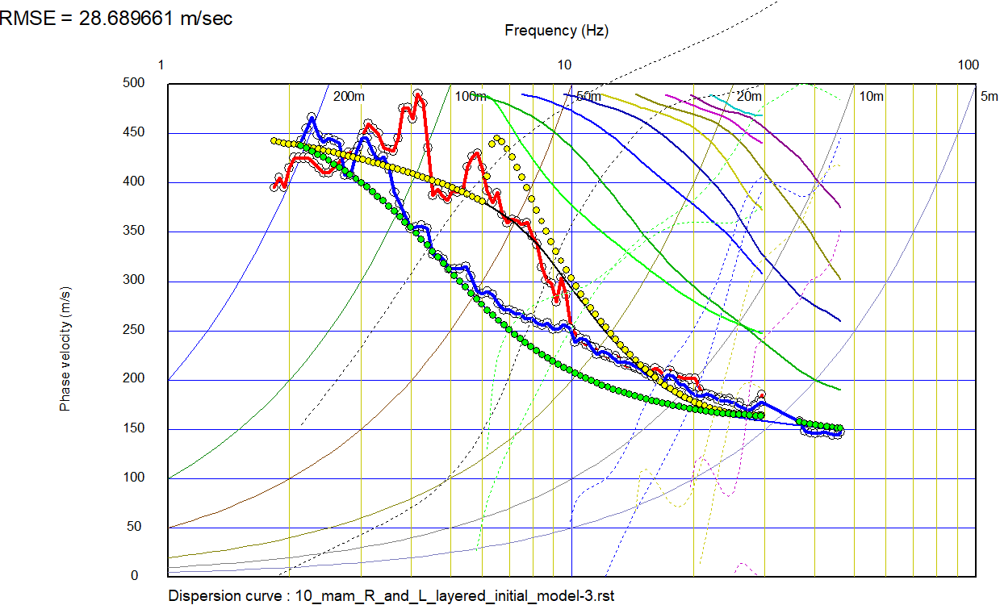 RMSE = 28.689661 m/sec
Frequency (Hz)
1 10 100
500
200m 100m 50m 20m 10m 5m
450
400
350
300
250
200
150
100
50
0
Phase velocity (m/s)
Dispersion curve : 10_mam_R_and_L_layered_initial_model-3.rst